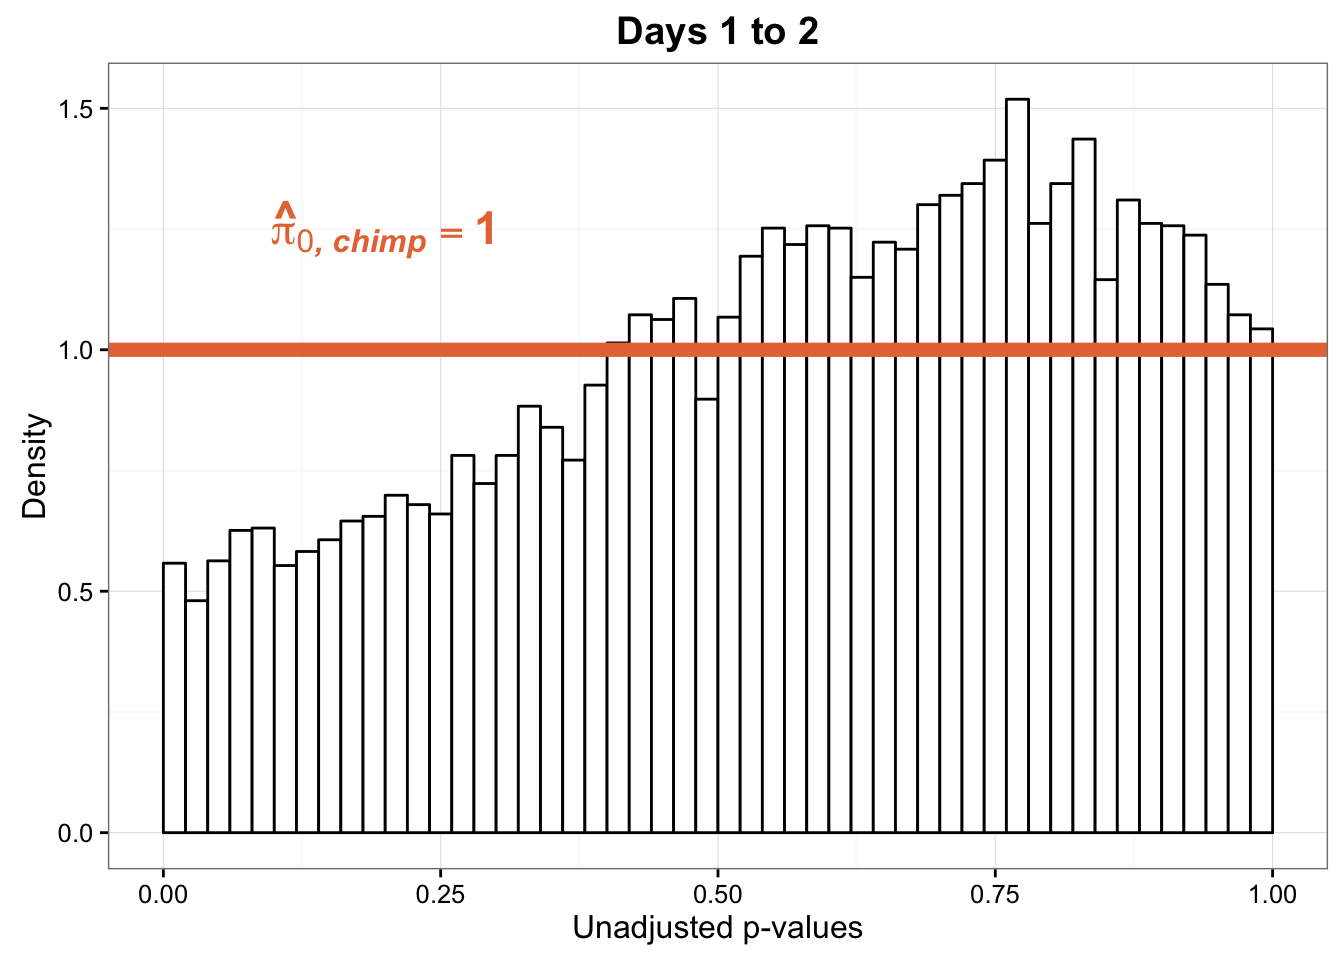 Days 1 to 2
1.5
π̂0, chimp = 1
1.0
Density
0.5
0.0
0.00 0.25 0.50 0.75 1.00
Unadjusted p-values